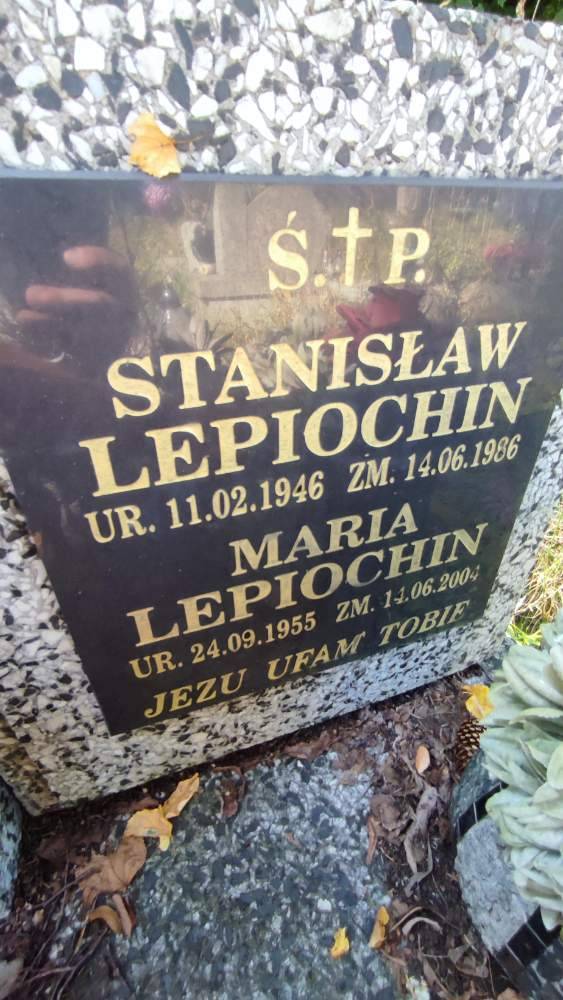 Ś. † P.
STANISŁAW
LEPIOCHIN
UR. 11.02.1946 ZM. 14.06.1986
MARIA
LEPIOCHIN
UR. 24.09.1955 ZM. 14.06.2004
JEZU UFAM TOBIE